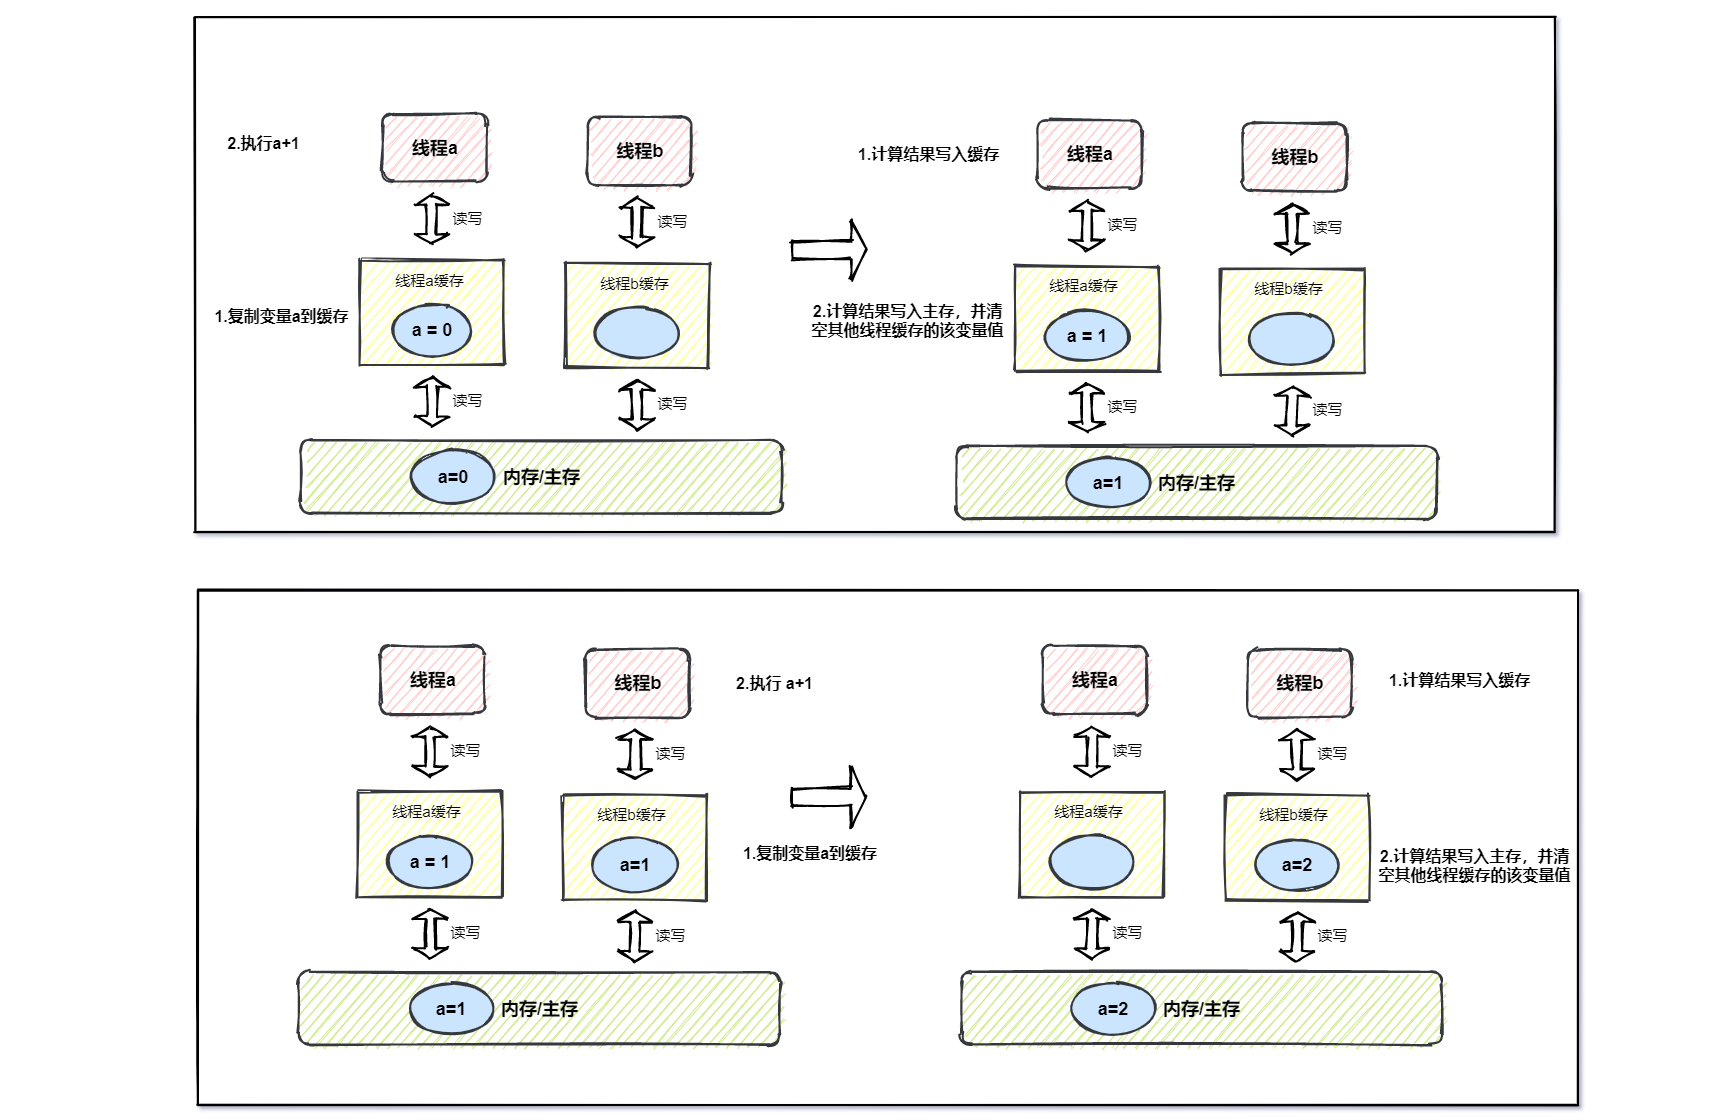 2.执行a+1
线程a
线程b
读写
读写
线程a缓存
线程b缓存
1.复制变量a到缓存
a = 0
读写
读写
a=0
内存/主存
1.计算结果写入缓存
线程a
线程b
读写
读写
线程a缓存
线程b缓存
2.计算结果写入主存，并清
空其他线程缓存的该变量值
a = 1
读写
读写
a=1
内存/主存
线程a
线程b
2.执行 a+1
读写
读写
线程a缓存
线程b缓存
a = 1
a=1
1.复制变量a到缓存
读写
读写
a=1
内存/主存
线程a
线程b
1.计算结果写入缓存
读写
读写
线程a缓存
线程b缓存
a=2
2.计算结果写入主存，并清
空其他线程缓存的该变量值
读写
读写
a=2
内存/主存